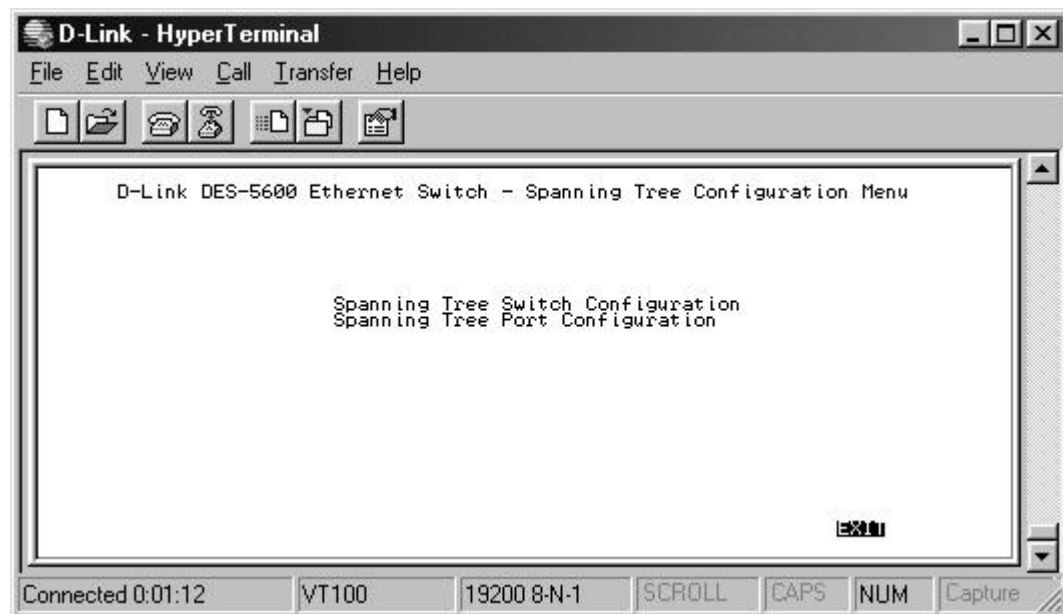 D-Link - HyperTerminal
File Edit View Call Transfer Help
D-Link DES-5600 Ethernet Switch - Spanning Tree Configuration Menu
Spanning Tree Switch Configuration
Spanning Tree Port Configuration
EXIT
Connected 0:01:12 VT100 19200 8-N-1 SCROLL CAPS NUM Capture